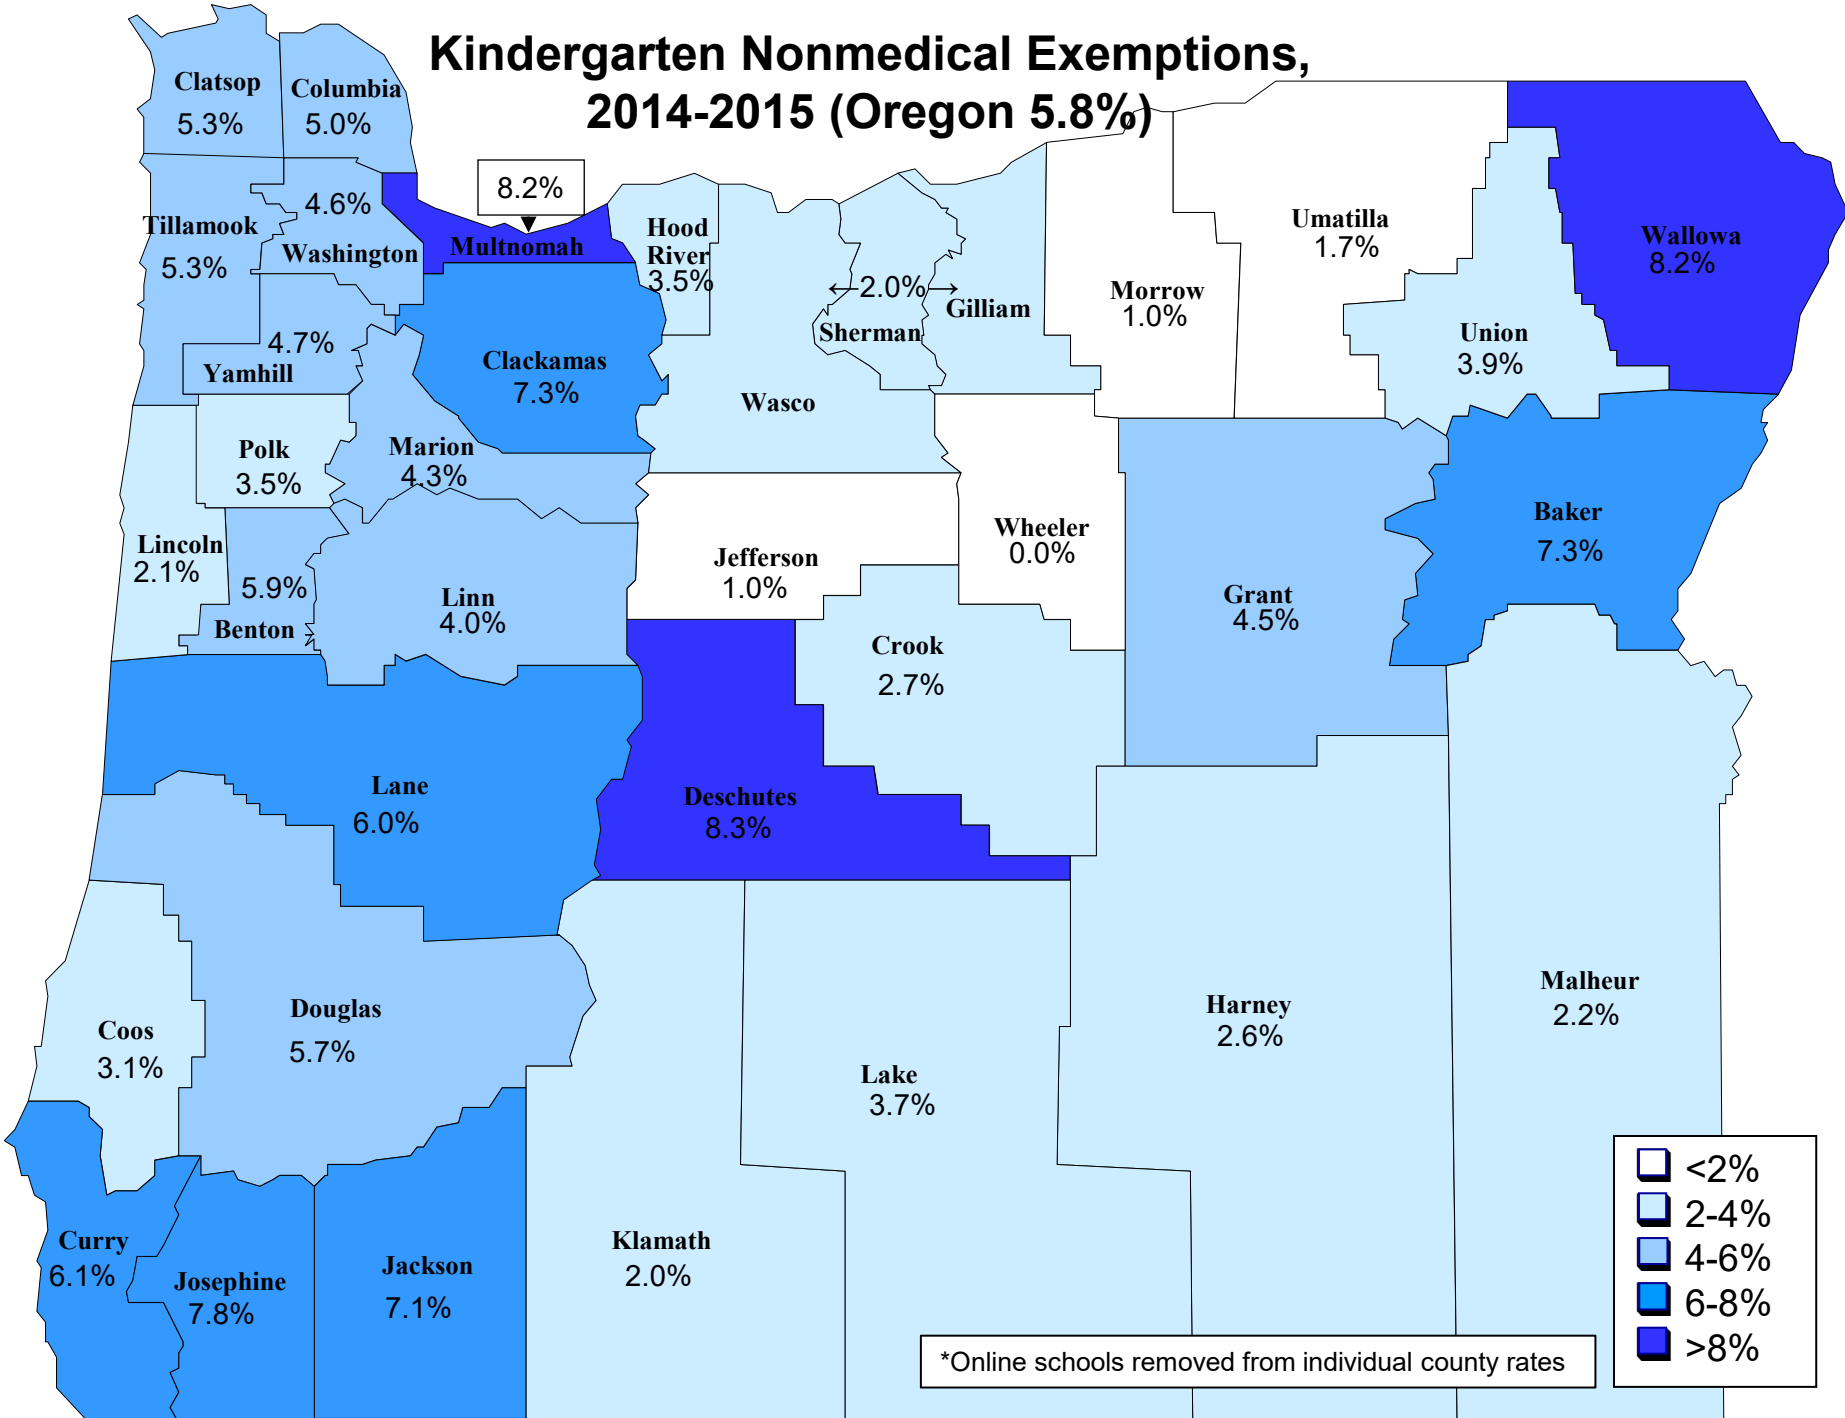 Kindergarten Nonmedical Exemptions,
2014-2015 (Oregon 5.8%)
Clatsop
5.3%
Columbia
5.0%
8.2%
Multnomah
Tillamook
5.3%
4.6%
Washington
Hood
River
3.5%
←2.0%→
Sherman
Gilliam
Wasco
Morrow
1.0%
Umatilla
1.7%
Union
3.9%
Wallowa
8.2%
4.7%
Yamhill
Clackamas
7.3%
Polk
3.5%
Marion
4.3%
Lincoln
2.1%
5.9%
Benton
Linn
4.0%
Jefferson
1.0%
Wheeler
0.0%
Grant
4.5%
Baker
7.3%
Crook
2.7%
Lane
6.0%
Deschutes
8.3%
Coos
3.1%
Douglas
5.7%
Lake
3.7%
Harney
2.6%
Malheur
2.2%
Curry
6.1%
Josephine
7.8%
Jackson
7.1%
Klamath
2.0%
<2%
2-4%
4-6%
6-8%
>8%
*Online schools removed from individual county rates